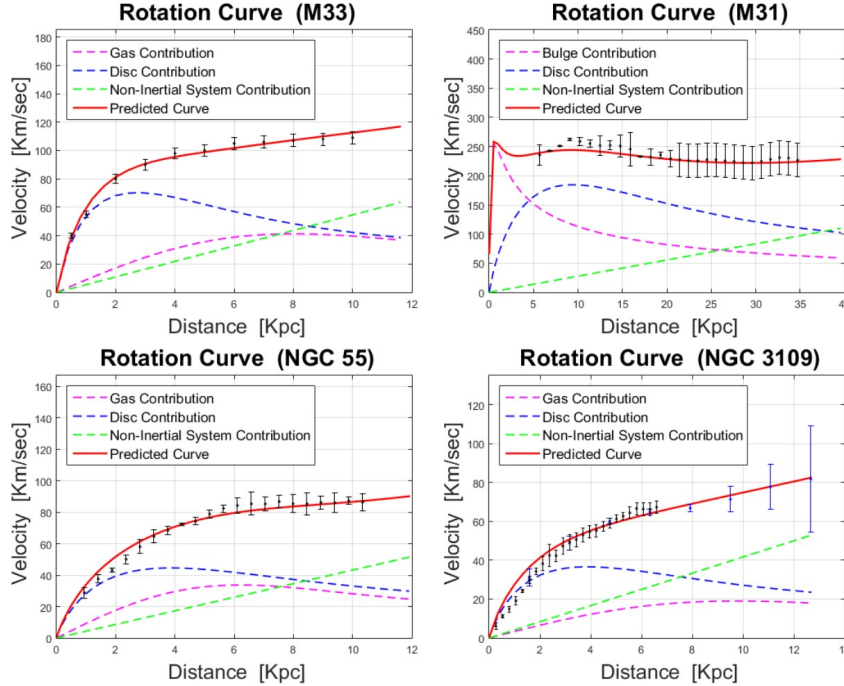 Rotation Curve (M33)
Velocity [Km/sec]
180
160
140
120
100
80
60
40
20
0
Gas Contribution
Disc Contribution
Non-Inertial System Contribution
Predicted Curve
0 2 4 6 8 10 12
Distance [Kpc]
Rotation Curve (M31)
Velocity [Km/sec]
450
400
350
300
250
200
150
100
50
0
Bulge Contribution
Disc Contribution
Non-Inertial System Contribution
Predicted Curve
0 5 10 15 20 25 30 35 40
Distance [Kpc]
Rotation Curve (NGC 55)
Velocity [Km/sec]
160
140
120
100
80
60
40
20
0
Gas Contribution
Disc Contribution
Non-Inertial System Contribution
Predicted Curve
0 2 4 6 8 10 12
Distance [Kpc]
Rotation Curve (NGC 3109)
Velocity [Km/sec]
120
100
80
60
40
20
0
Gas Contribution
Disc Contribution
Non-Inertial System Contribution
Predicted Curve
0 2 4 6 8 10 12
Distance [Kpc]